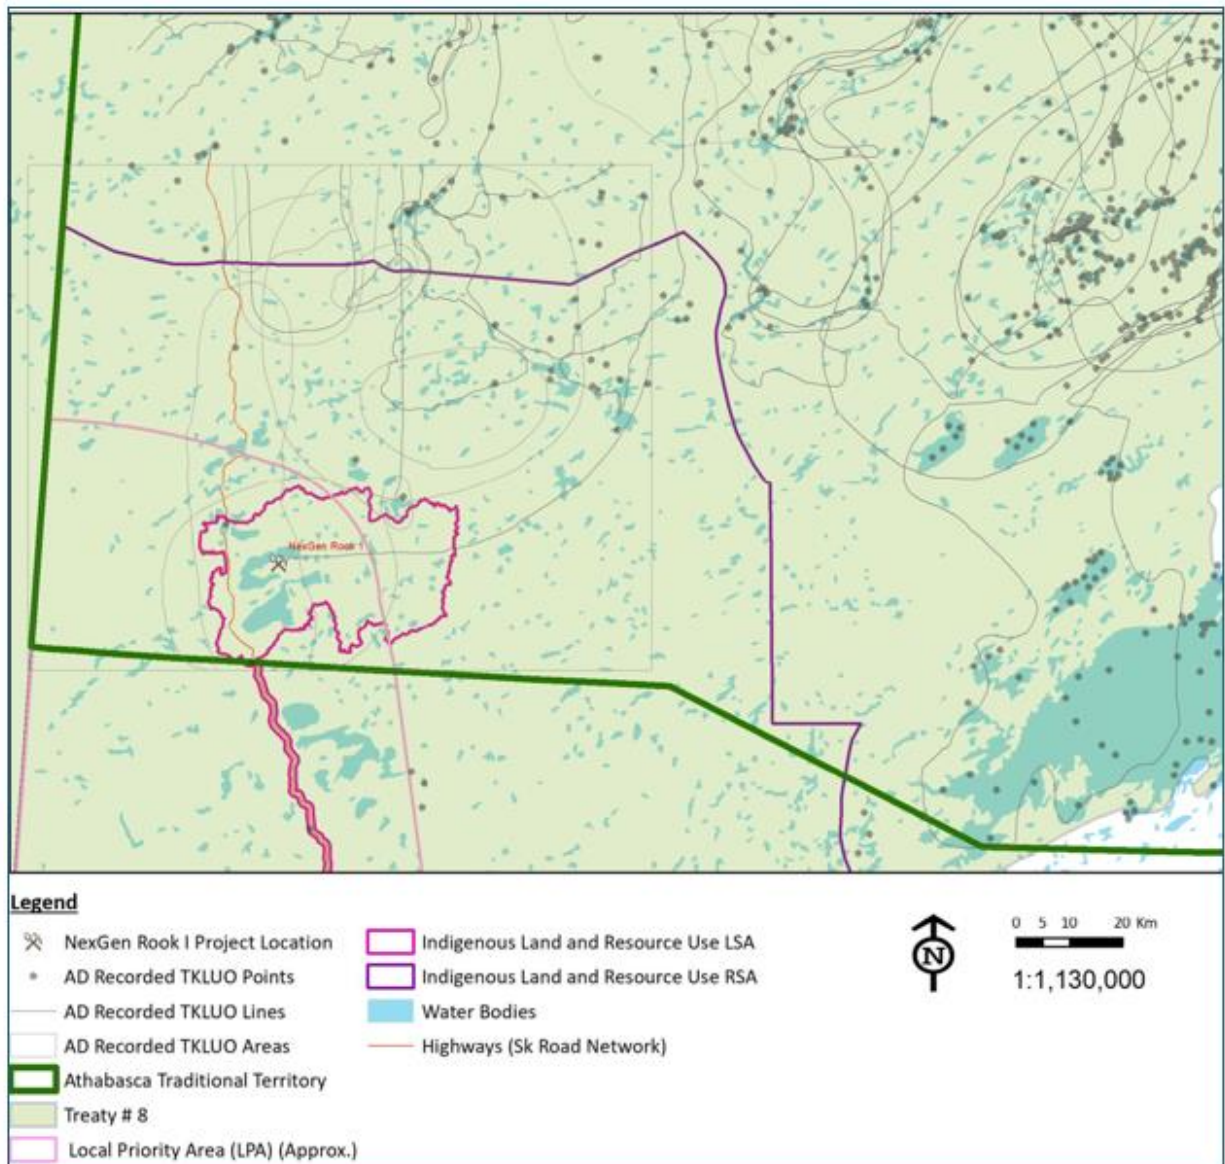 NexGen Rook 1
Legend
NexGen Rook I Project Location
AD Recorded TKLUO Points
AD Recorded TKLUO Lines
AD Recorded TKLUO Areas
Athabasca Traditional Territory
Treaty # 8
Local Priority Area (LPA) (Approx.)
Indigenous Land and Resource Use LSA
Indigenous Land and Resource Use RSA
Water Bodies
Highways (Sk Road Network)
N
0 5 10 20 Km
1:1,130,000